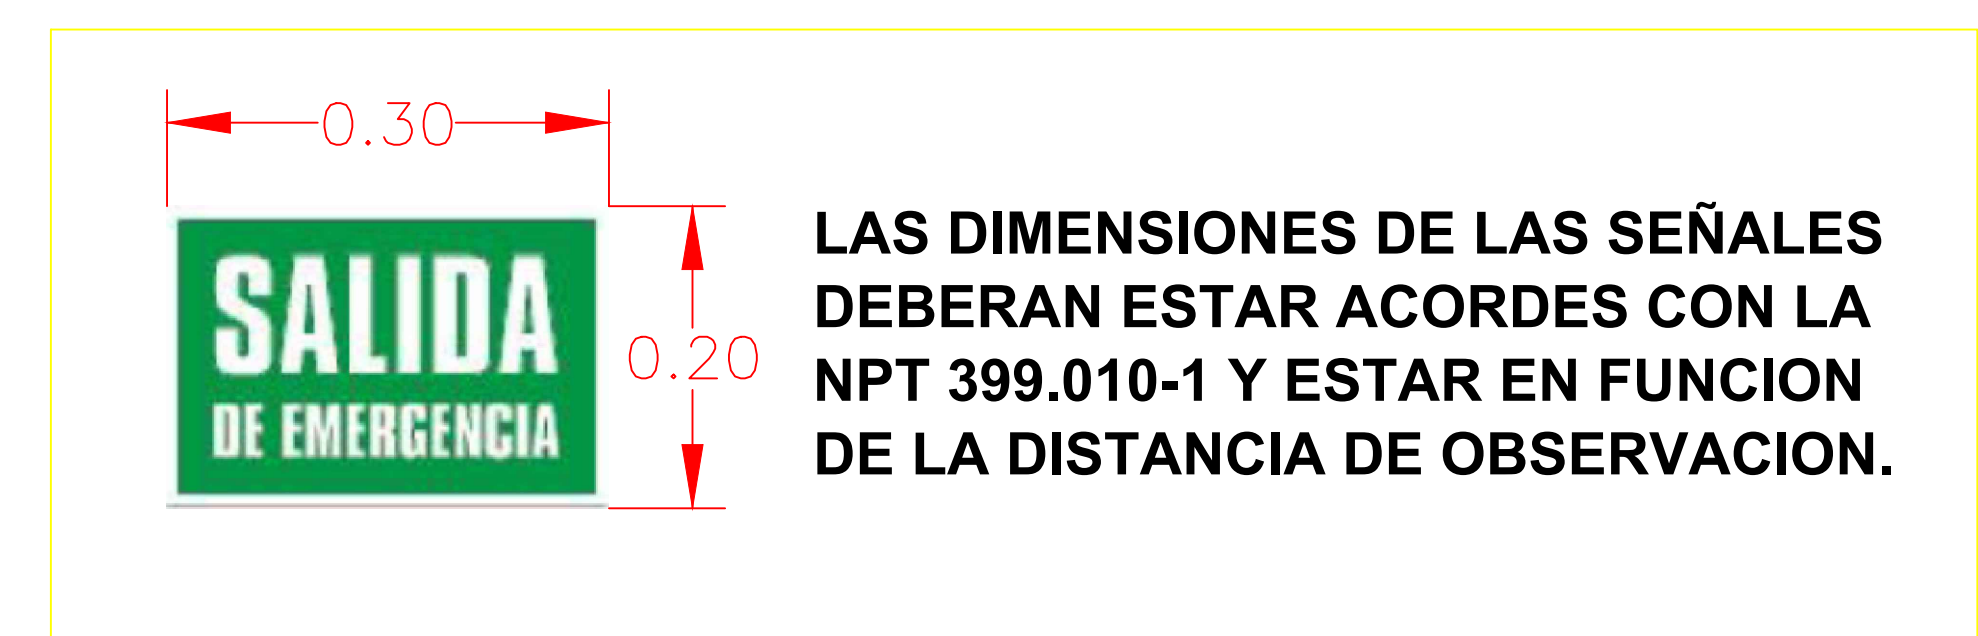 0.30
SALIDA
DE EMERGENCIA
0.20
LAS DIMENSIONES DE LAS SEÑALES
DEBERAN ESTAR ACORDES CON LA
NPT 399.010-1 Y ESTAR EN FUNCION
DE LA DISTANCIA DE OBSERVACION.